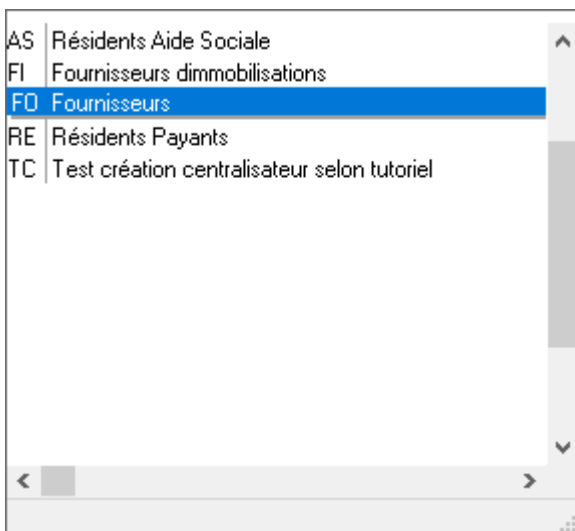 AS Résidents Aide Sociale
FI Fournisseurs dimmobilisations
FO Fournisseurs
RE Résidents Payants
TC Test création centralisateur selon tutoriel